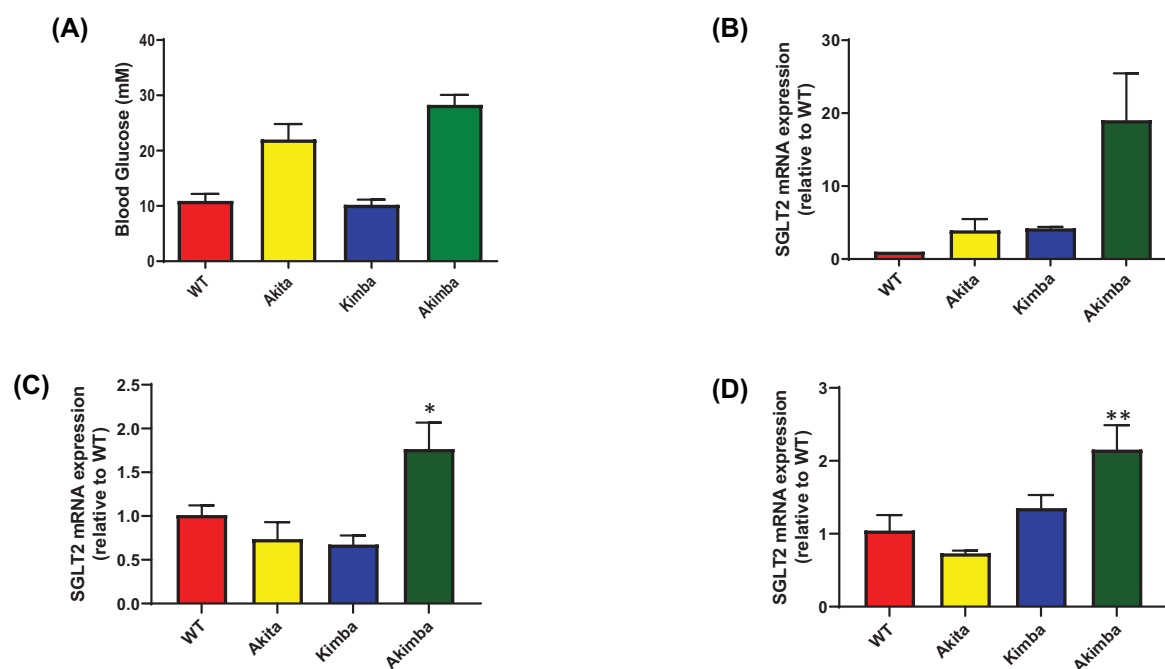 (A)
Blood Glucose (mM)
40
30
20
10
0
WT
Akita
Kimba
Akimba
(B)
SGLT2 mRNA expression
(relative to WT)
30
20
10
0
WT
Akita
Kimba
Akimba
(C)
SGLT2 mRNA expression
(relative to WT)
2.5
2.0
1.5
1.0
0.5
0.0
*
WT
Akita
Kimba
Akimba
(D)
SGLT2 mRNA expression
(relative to WT)
3
2
1
0
**
WT
Akita
Kimba
Akimba